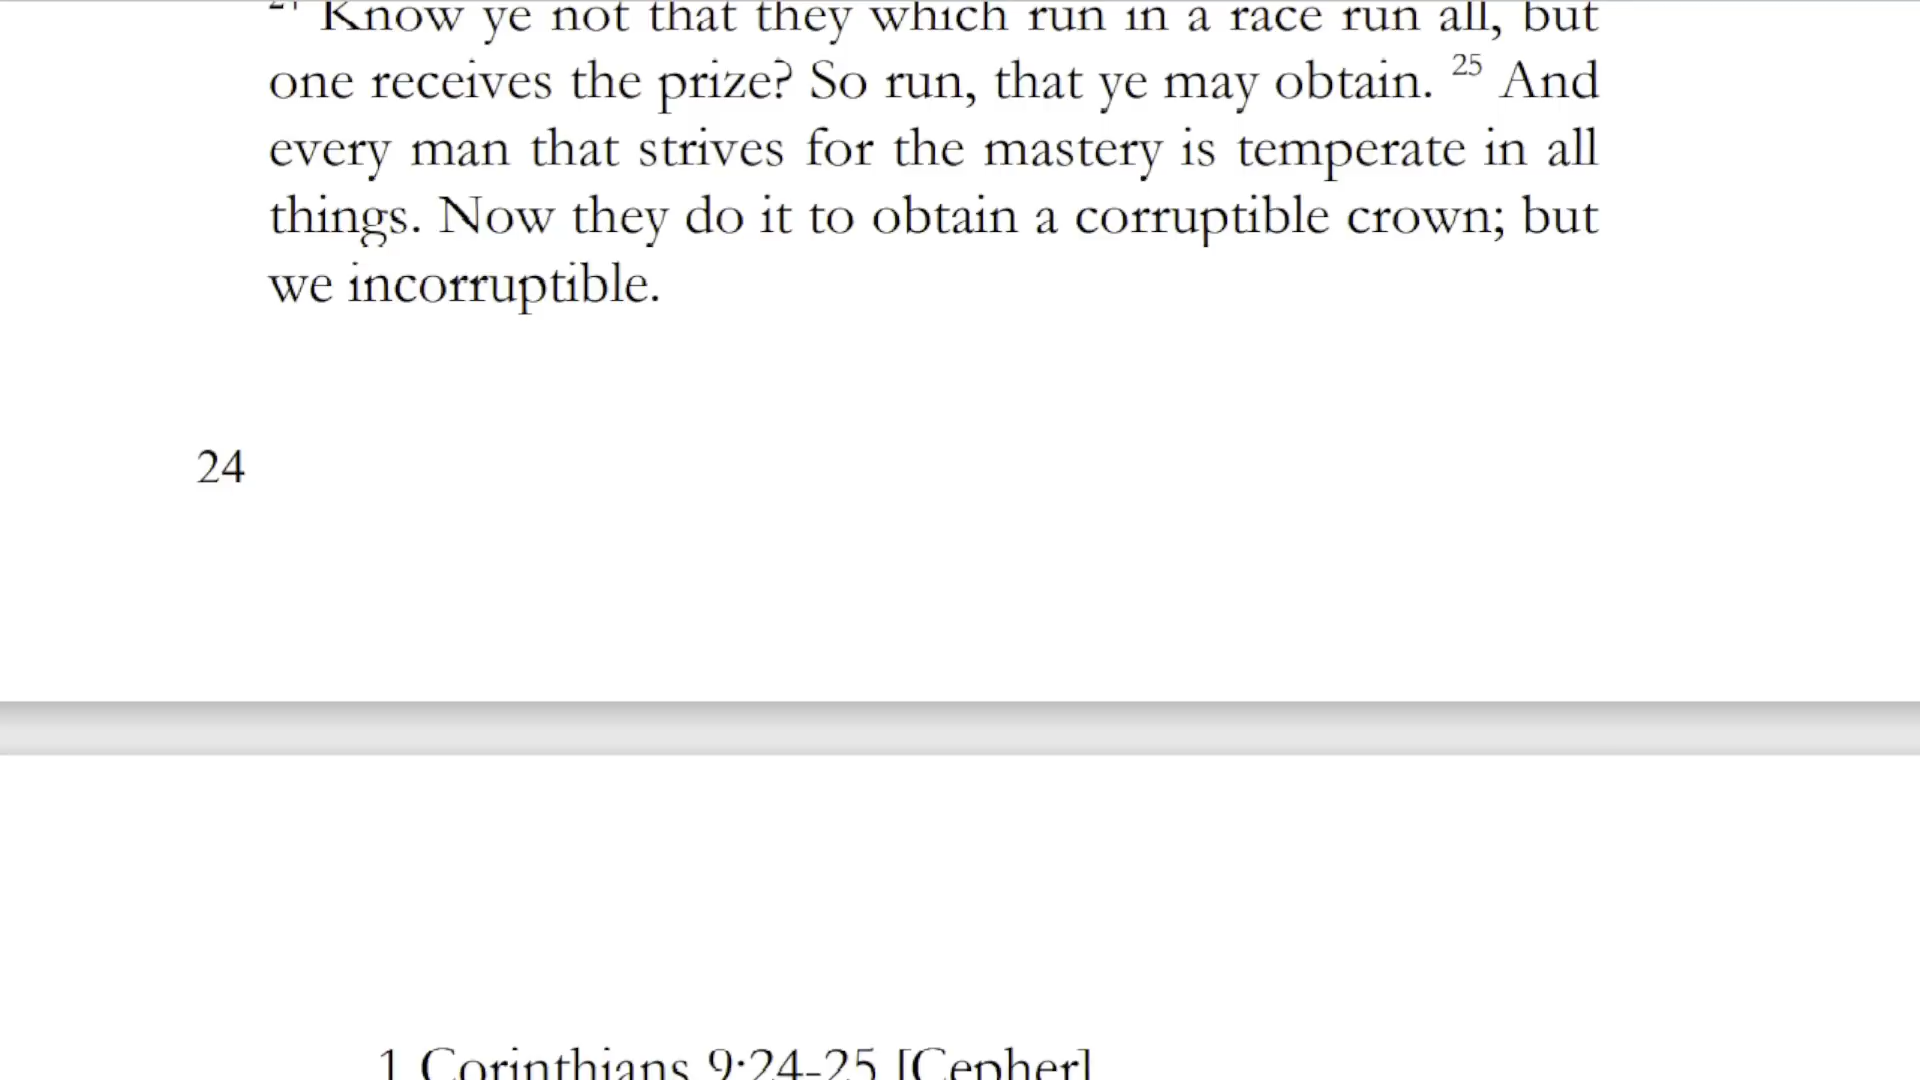 24 Know ye not that they which run in a race run all, but
one receives the prize? So run, that ye may obtain. 25 And
every man that strives for the mastery is temperate in all
things. Now they do it to obtain a corruptible crown; but
we incorruptible.
24
1 Corinthians 9:24-25 [Cepher]